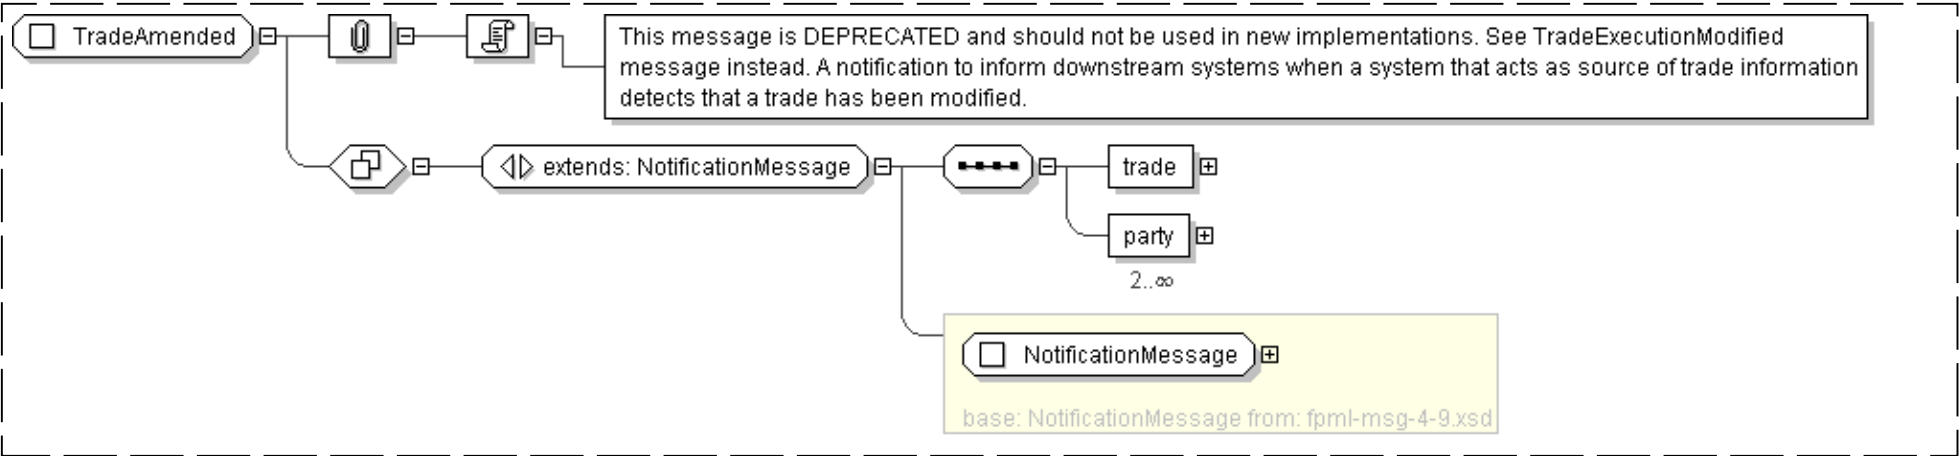 TradeAmended
This message is DEPRECATED and should not be used in new implementations. See TradeExecutionModified
message instead. A notification to inform downstream systems when a system that acts as source of trade information
detects that a trade has been modified.
extends: NotificationMessage
trade
party
2..∞
NotificationMessage
base: NotificationMessage from: fpml-msg-4-9.xsd